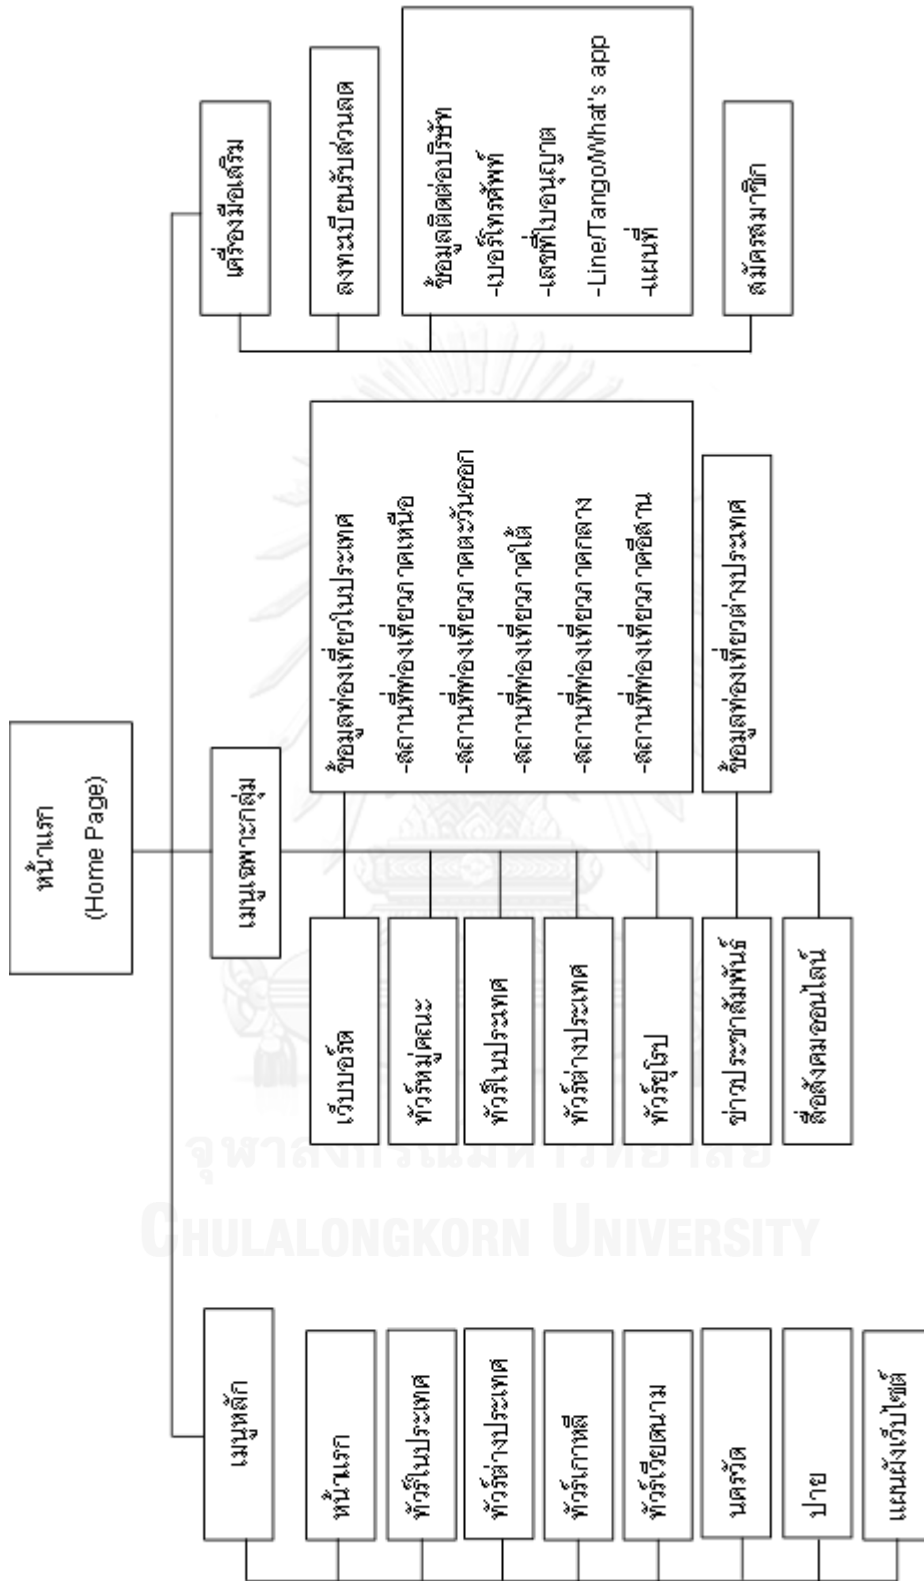 หน้าแรก
(Home Page)
เมนูหลัก
หน้าแรก
ทัวร์ในประเทศ
ทัวร์ต่างประเทศ
ทัวร์เกาหลี
ทัวร์เวียดนาม
นครวัด
ปาย
แผนผังเว็บไซต์
เมนูเฉพาะกลุ่ม
เว็บบอร์ด
ทัวร์หมู่คณะ
ทัวร์ในประเทศ
ทัวร์ต่างประเทศ
ทัวร์ยุโรป
ข่าวประชาสัมพันธ์
สื่อสังคมออนไลน์
ข้อมูลท่องเที่ยวในประเทศ
-สถานที่ท่องเที่ยวภาคเหนือ
-สถานที่ท่องเที่ยวภาคตะวันออก
-สถานที่ท่องเที่ยวภาคใต้
-สถานที่ท่องเที่ยวภาคกลาง
-สถานที่ท่องเที่ยวภาคอีสาน
ข้อมูลท่องเที่ยวต่างประเทศ
เครื่องมือเสริม
ลงทะเบียนรับส่วนลด
ข้อมูลติดต่อบริษัท
-เบอร์โทรศัพท์
-เลขที่ใบอนุญาต
-Line/Tango/What's app
-แผนที่
สมัครสมาชิก
จุฬาลงกรณ์มหาวิทยาลัย
CHULALONGKORN UNIVERSITY